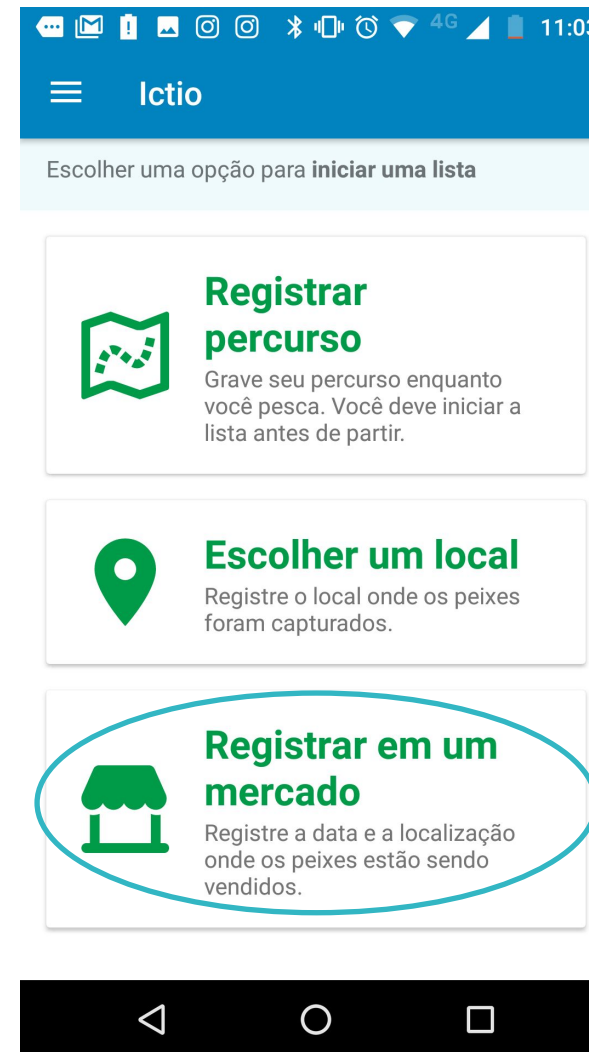 4G 11:03
Ictio
Escolher uma opção para iniciar uma lista
Registrar
percurso
Grave seu percurso enquanto
você pesca. Você deve iniciar a
lista antes de partir.
Escolher um local
Registre o local onde os peixes
foram capturados.
Registrar em um
mercado
Registre a data e a localização
onde os peixes estão sendo
vendidos.